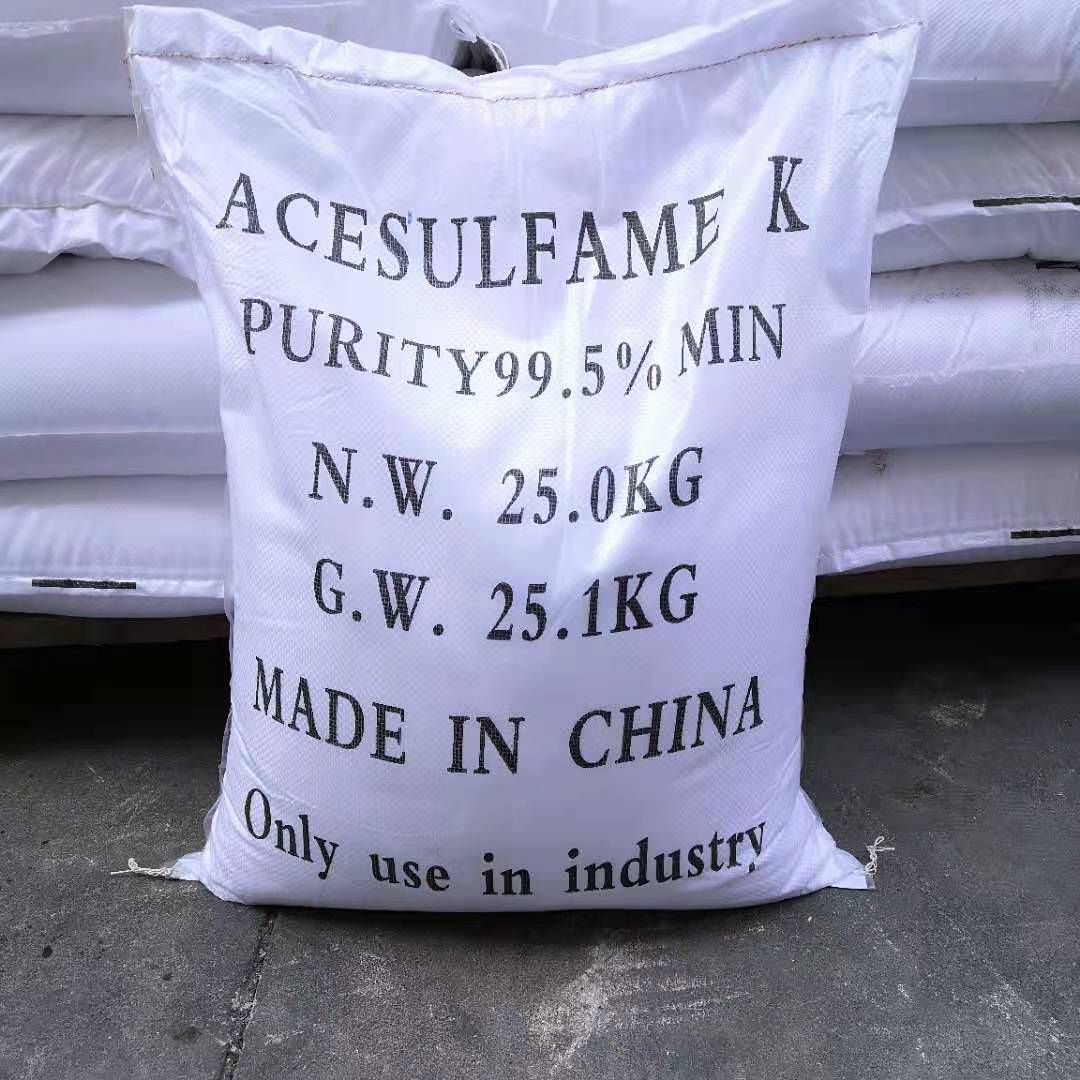 ACESULFAME K
PURITY99.5% MIN
N.W. 25.0KG
G.W. 25.1KG
MADE IN CHINA
Only use in industry